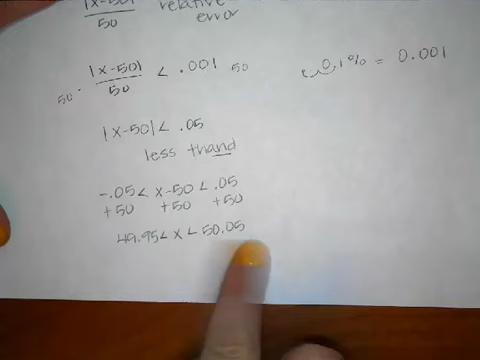 |x-50| relative
50 error
|x-50| < .001 50
50 · 50
0.1% = 0.001
|x-50| < .05
less thand
-.05 < x-50 < .05
+50 +50 +50
49.95 < x < 50.05